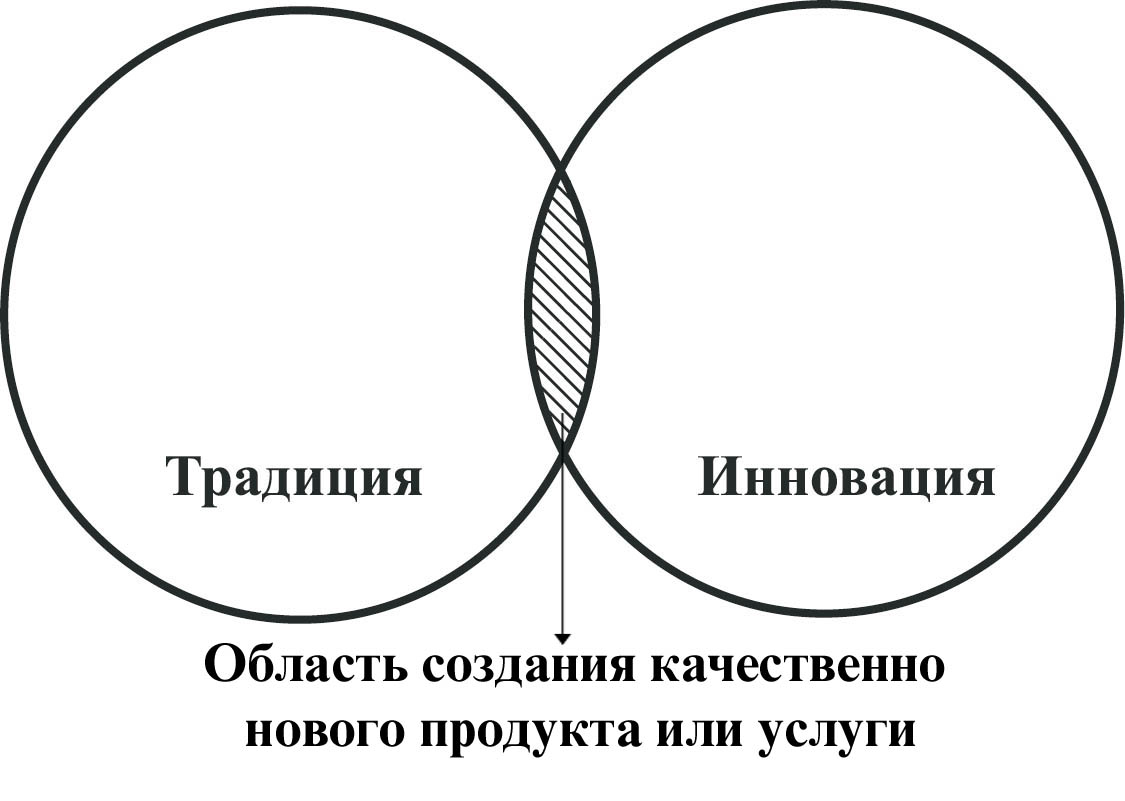 Традиция
Инновация
Область создания качественно
нового продукта или услуги